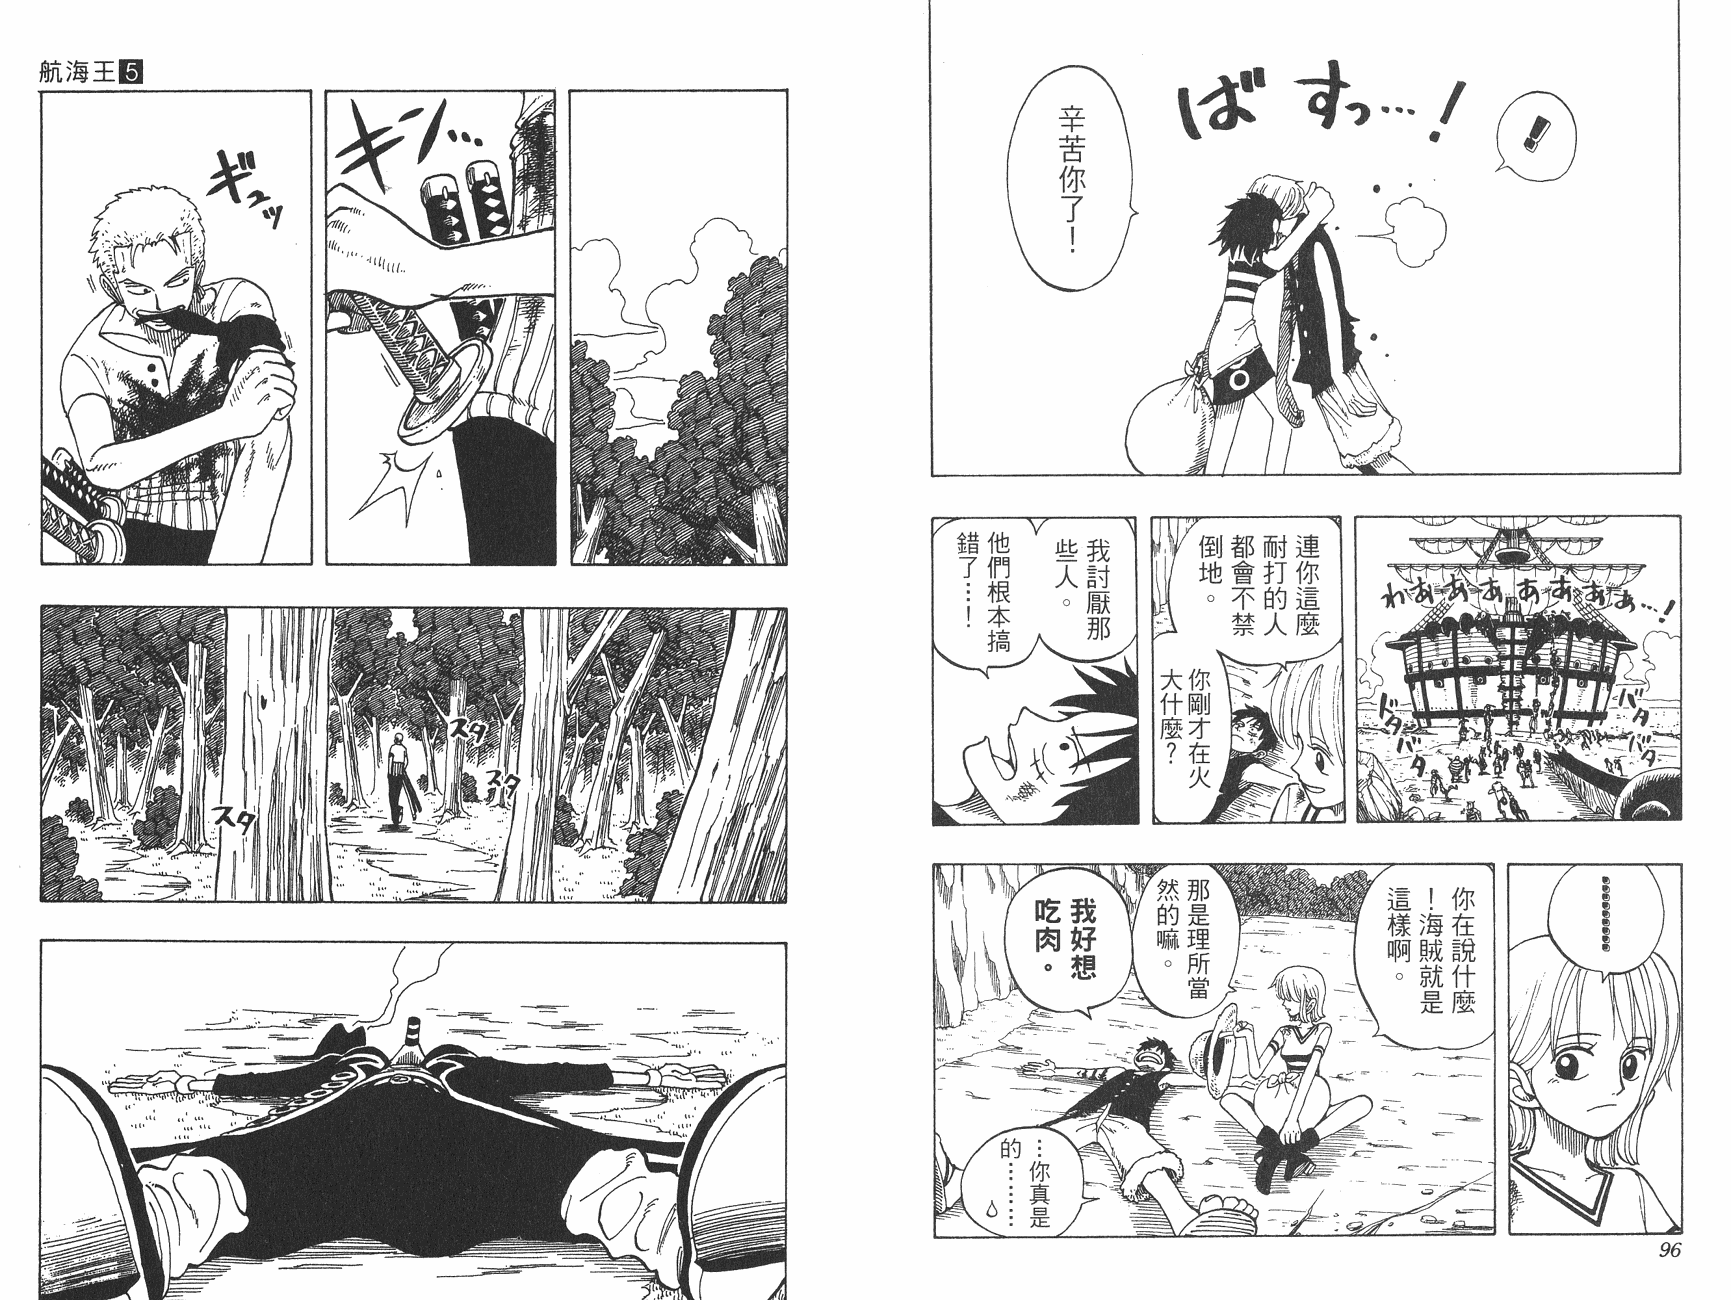 ！
ばすっ…！
辛苦你了！
わあぁあぁああぁ…！
ドタ
バタ
バタ
バタ
連你這麼
耐打的人
都會不禁
倒地。
你剛才在火
大什麼？
我討厭那
些人。
他們根本搞
錯了…！
…………
你在說什麼
！海賊就是
這樣啊。
那是理所當
然的嘛。
我好想
吃肉。
…你真是
的………
96
航海王5
キン…
ギュッ
スタ
スタ
スタ